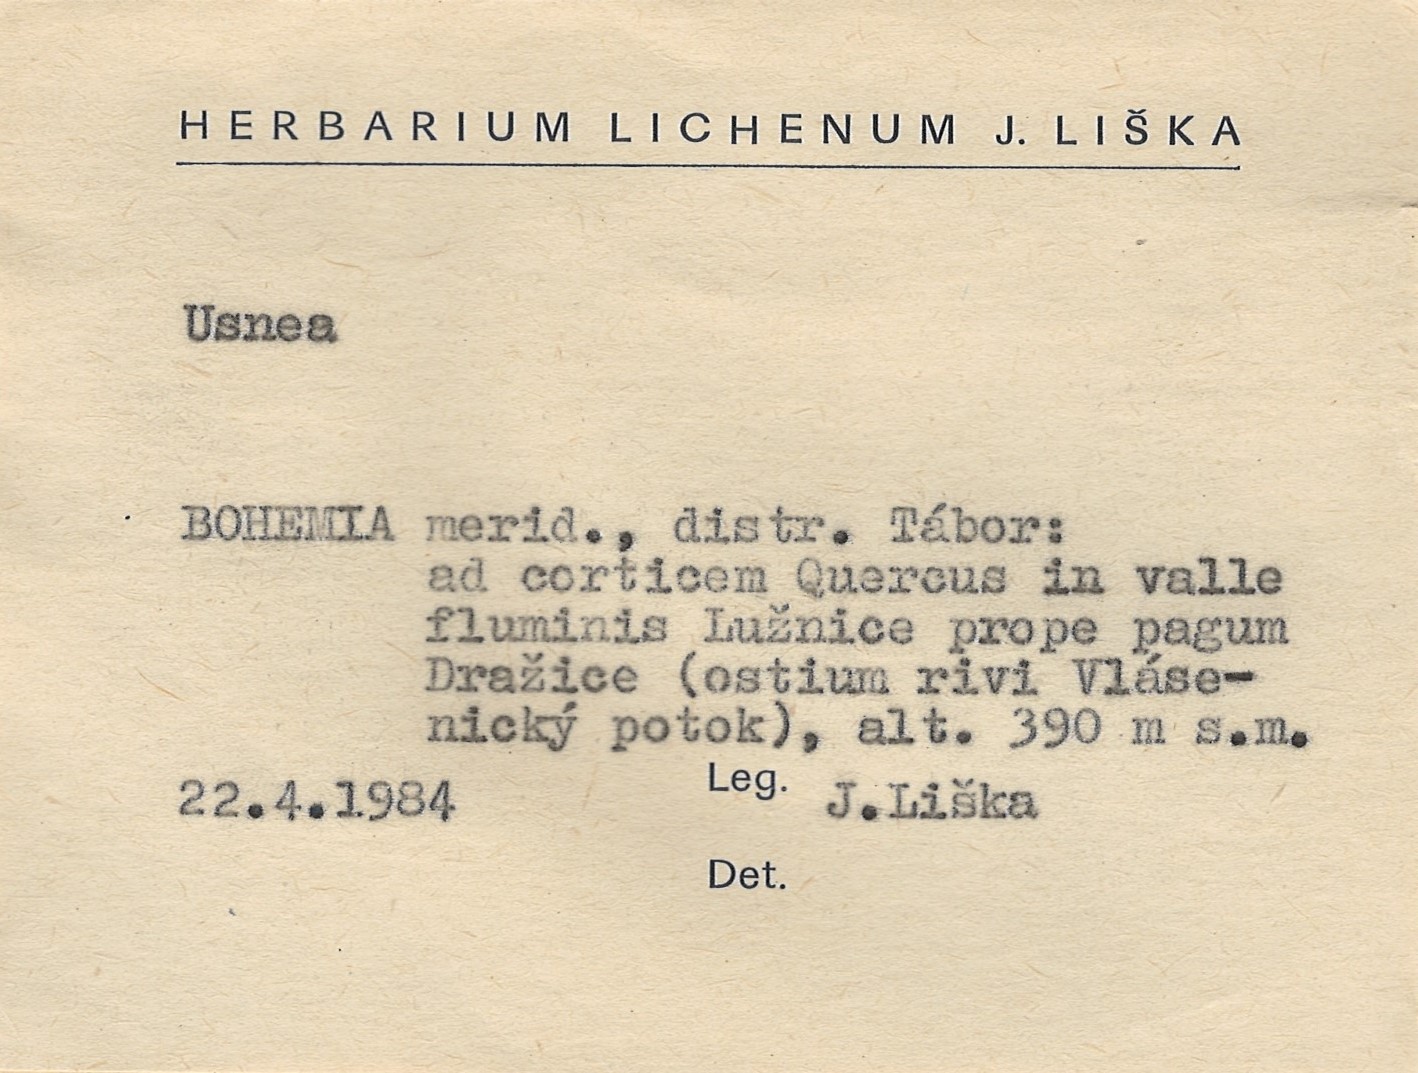 HERBARIUM LICHENUM J. LIŠKA
Usnea
BOHEMIA merid., distr. Tábor:
ad corticem Quercus in valle
fluminis Lužnice prope pagum
Dražice (ostium rivi Vláse-
nický potok), alt. 390 m s.m.
22.4.1984 Leg. J.Liška
Det.